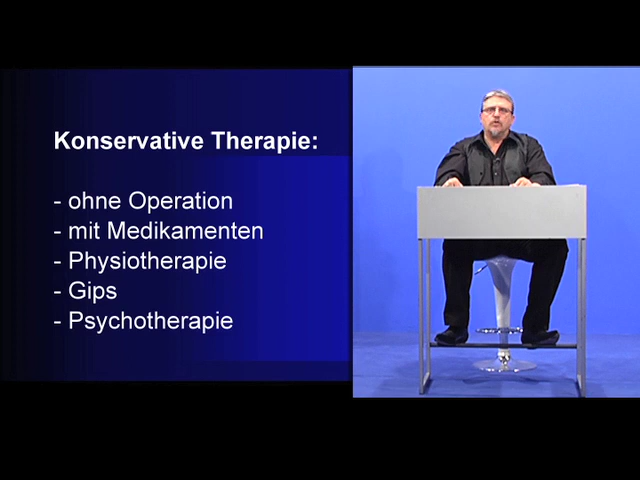 Konservative Therapie:
- ohne Operation
- mit Medikamenten
- Physiotherapie
- Gips
- Psychotherapie